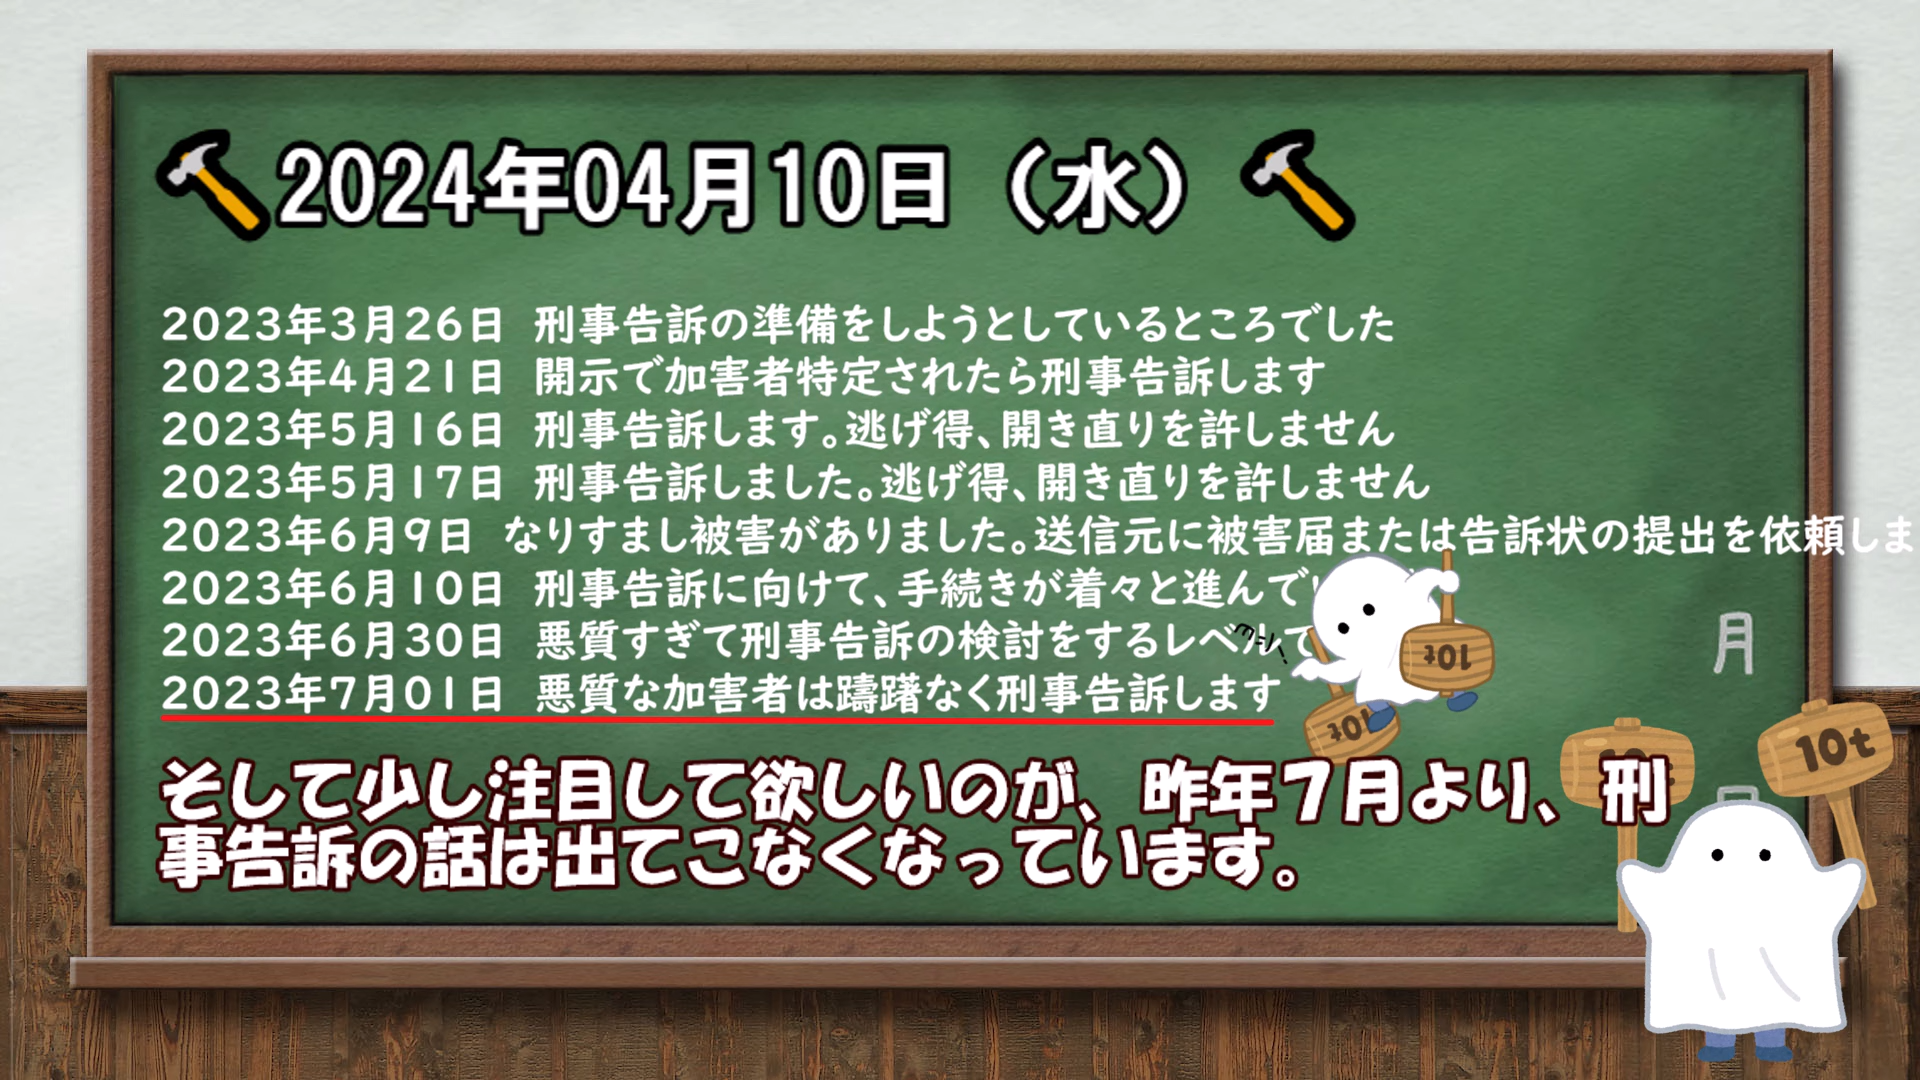 2024年04月10日（水）
2023年3月26日 刑事告訴の準備をしようとしているところでした
2023年4月21日 開示で加害者特定されたら刑事告訴します
2023年5月16日 刑事告訴します。逃げ得、開き直りを許しません
2023年5月17日 刑事告訴しました。逃げ得、開き直りを許しません
2023年6月9日 なりすまし被害がありました。送信元に被害届または告訴状の提出を依頼しま
2023年6月10日 刑事告訴に向けて、手続きが着々と進んで
2023年6月30日 悪質すぎて刑事告訴の検討をするレベルで
2023年7月01日 悪質な加害者は躊躇なく刑事告訴します
そして少し注目して欲しいのが、昨年７月より、刑
事告訴の話は出てこなくなっています。
月
10t
10t
10t